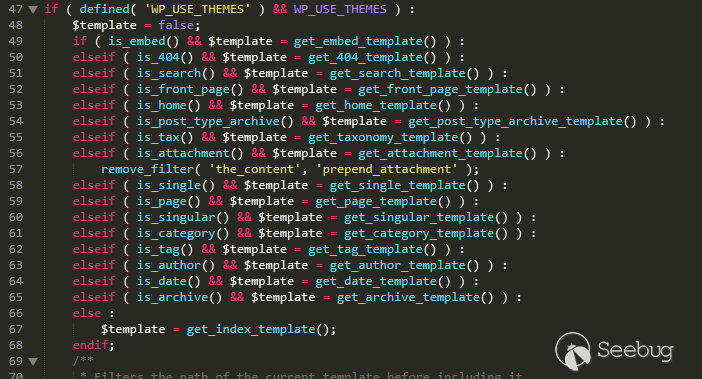 47 if ( defined( 'WP_USE_THEMES' ) && WP_USE_THEMES ) :
48 $template = false;
49 if ( is_embed() && $template = get_embed_template() ) :
50 elseif ( is_404() && $template = get_404_template() ) :
51 elseif ( is_search() && $template = get_search_template() ) :
52 elseif ( is_front_page() && $template = get_front_page_template() ) :
53 elseif ( is_home() && $template = get_home_template() ) :
54 elseif ( is_post_type_archive() && $template = get_post_type_archive_template() ) :
55 elseif ( is_tax() && $template = get_taxonomy_template() ) :
56 elseif ( is_attachment() && $template = get_attachment_template() ) :
57 remove_filter( 'the_content', 'prepend_attachment' );
58 elseif ( is_single() && $template = get_single_template() ) :
59 elseif ( is_page() && $template = get_page_template() ) :
60 elseif ( is_singular() && $template = get_singular_template() ) :
61 elseif ( is_category() && $template = get_category_template() ) :
62 elseif ( is_tag() && $template = get_tag_template() ) :
63 elseif ( is_author() && $template = get_author_template() ) :
64 elseif ( is_date() && $template = get_date_template() ) :
65 elseif ( is_archive() && $template = get_archive_template() ) :
66 else :
67 $template = get_index_template();
68 endif;
69 /**
70 * Filters the path of the current template before including it
Seebug